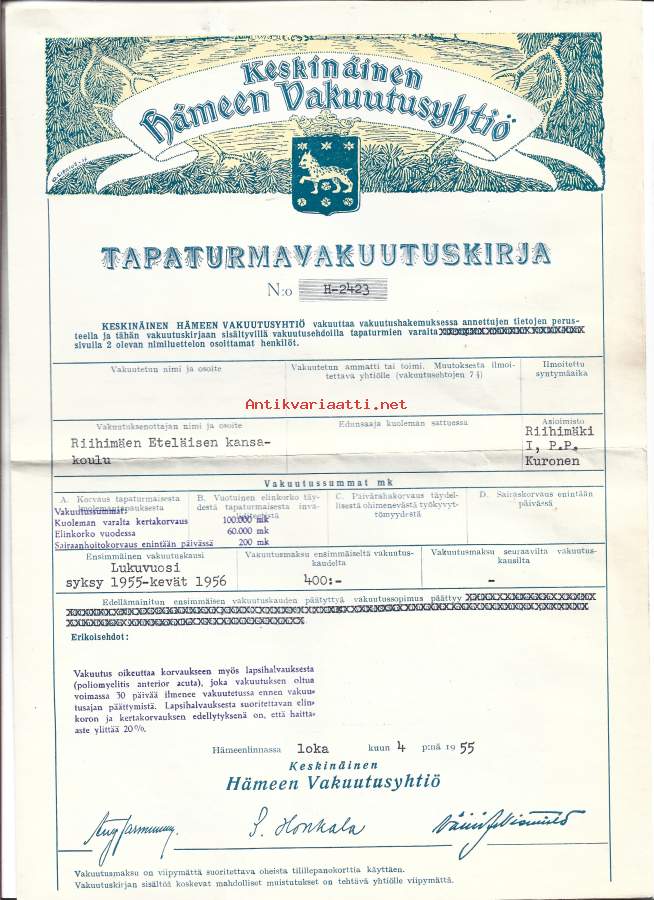 Keskinäinen
Hämeen Vakuutusyhtiö
TAPATURMAVAKUUTUSKIRJA
N:o H-2423
KESKINÄINEN HÄMEEN VAKUUTUSYHTIÖ vakuuttaa vakuutushakemuksessa annettujen tietojen perus-
teella ja tähän vakuutuskirjaan sisältyvillä vakuutusehdoilla tapaturmien varalta
sivulla 2 olevan nimiluettelon osoittamat henkilöt.
Vakuutetun nimi ja osoite
Vakuutetun ammatti tai toimi. Muutoksesta ilmoi-
tettava yhtiölle (vakuutusehtojen 7 §)
Ilmoitettu
syntymäaika
Antikvariaatti.net
Vakuutuksenottajan nimi ja osoite
Edunsaaja kuoleman sattuessa
Asioimisto
Riihimäen Eteläisen kansa-
koulu
Riihimäki
I, P.P.
Kuronen
Vakuutussummat mk
A. Korvaus tapaturmaisesta
kuolemantapauksesta
B. Vuotuinen elinkorko täy-
destä tapaturmaisesta inva-
liditeetista
C. Päivärahakorvaus täydel-
lisestä ohimenevästä työkyvyt-
tömyydestä
D. Sairaskorvaus enintään
päivässä
Vakuutussummat:
Kuoleman varalta kertakorvaus 100.000 mk
Elinkorko vuodessa 60.000 mk
Sairaanhoitokorvaus enintään päivässä 200 mk
Ensimmäinen vakuutuskausi
Lukuvuosi
syksy 1955-kevät 1956
Vakuutusmaksu ensimmäiseltä vakuutus-
kaudelta
400:-
Vakuutusmaksu seuraavilta vakuutus-
kausilta
-
Edellämainitun ensimmäisen vakuutuskauden päätyttyä vakuutussopimus päättyy
Erikoisehdot:
Vakuutus oikeuttaa korvaukseen myös lapsihalvauksesta
(poliomyelitis anterior acuta), joka vakuutuksen oltua
voimassa 30 päivää ilmenee vakuutetussa ennen vakuu-
tusajan päättymistä. Lapsihalvauksesta suoritettavan elin-
koron ja kertakorvauksen edellytyksenä on, että haitta-
aste ylittää 20%.
Hämeenlinnassa loka kuun 4 p:nä 1955
Keskinäinen
Hämeen Vakuutusyhtiö
S. Honkala
Vakuutusmaksu on viipymättä suoritettava oheista tilillepanokorttia käyttäen.
Vakuutuskirjan sisältöä koskevat mahdolliset muistutukset on tehtävä yhtiölle viipymättä.